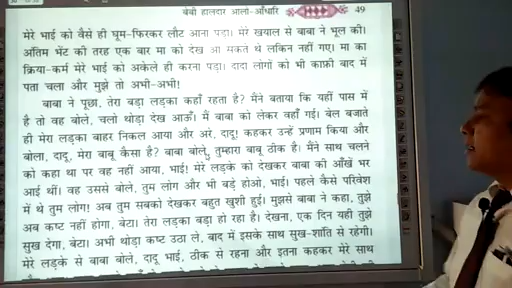 बेबी हालदार आलो-आँधारि 49
मेरे भाई को वैसे ही घूम-फिरकर लौट आना पड़ा। मेरे खयाल से बाबा ने भूल की।
अंतिम भेंट की तरह एक बार मा को देख आ सकते थे लेकिन नहीं गए। मा का
क्रिया-कर्म मेरे भाई को अकेले ही करना पड़ा। दादा लोगों को भी काफ़ी बाद में
पता चला और मुझे तो अभी-अभी!
बाबा ने पूछा, तेरा बड़ा लड़का कहाँ रहता है? मैंने बताया कि यहीं पास में
है तो वह बोले, चलो थोड़ा देख आऊँ। मैं बाबा को लेकर वहाँ गई। बेल बजाते
ही मेरा लड़का बाहर निकल आया और अरे, दादू! कहकर उन्हें प्रणाम किया और
बोला, दादू, मेरा बाबू कैसा है? बाबा बोले, तुम्हारा बाबू ठीक है। मैंने साथ चलने
को कहा था पर वह नहीं आया, भाई! मेरे लड़के को देखकर बाबा को आँखें भर
आई थीं। वह उससे बोले, तुम लोग और भी बड़े होओ, भाई। पहले कैसे परिवेश
में थे तुम लोग! अब तुम सबको देखकर बहुत खुशी हुई। मुझसे बाबा ने कहा, तुझे
अब कष्ट नहीं होगा, बेटा। तेरा लड़का बड़ा हो रहा है। देखना, एक दिन यही तुझे
सुख देगा, बेटा। अभी थोड़ा कष्ट उठा ले, बाद में इसके साथ सुख-शांति से रहेगी।
मेरे लड़के से बाबा बोले, दादू भाई, ठीक से रहना और इतना कहकर मेरे साथ